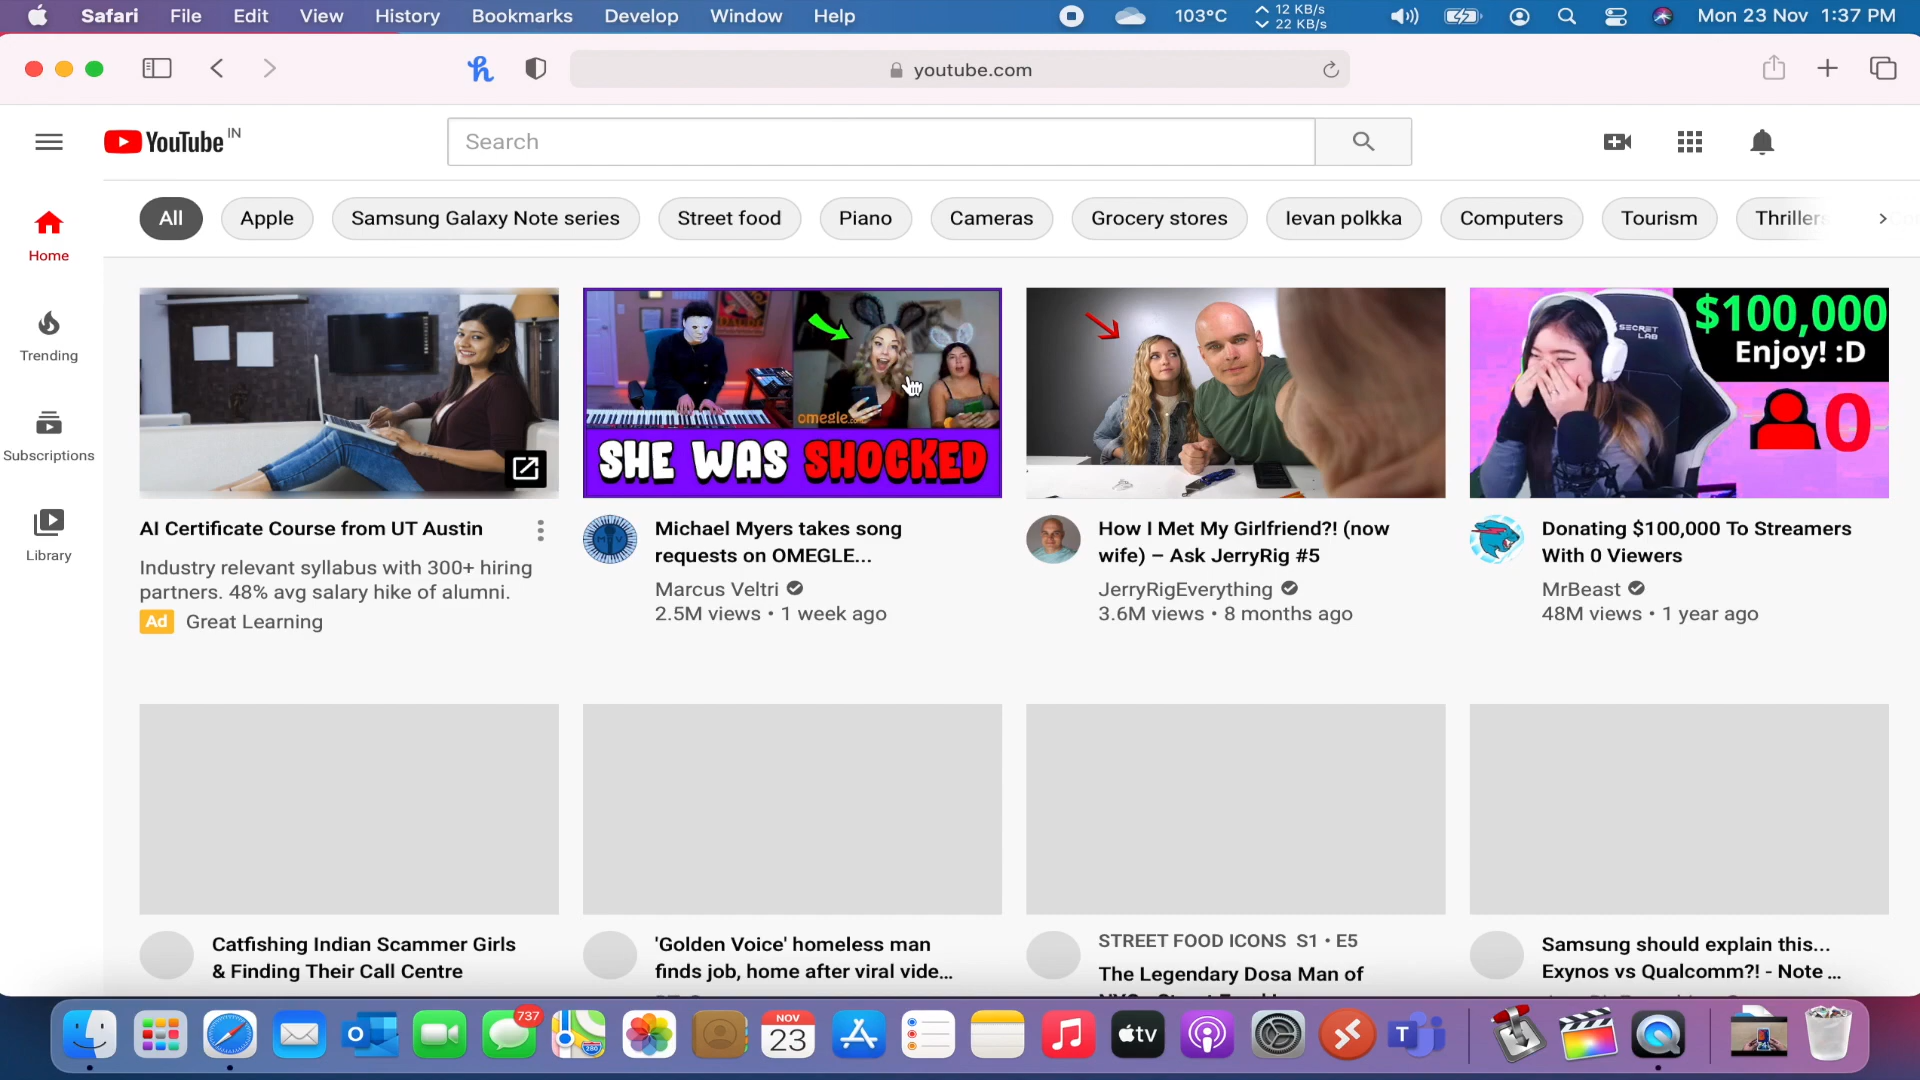 Safari File Edit View History Bookmarks Develop Window Help 103°C 12 KB/s 22 KB/s Mon 23 Nov 1:37 PM
youtube.com
YouTube IN
Search
All Apple Samsung Galaxy Note series Street food Piano Cameras Grocery stores Ievan polkka Computers Tourism Thrillers
Home
Trending
Subscriptions
Library
omegle
SHE WAS SHOCKED
SECRET LAB
$100,000
Enjoy! :D
0
AI Certificate Course from UT Austin
Industry relevant syllabus with 300+ hiring
partners. 48% avg salary hike of alumni.
Ad Great Learning
Michael Myers takes song
requests on OMEGLE...
Marcus Veltri
2.5M views • 1 week ago
How I Met My Girlfriend?! (now
wife) – Ask JerryRig #5
JerryRigEverything
3.6M views • 8 months ago
Donating $100,000 To Streamers
With 0 Viewers
MrBeast
48M views • 1 year ago
Catfishing Indian Scammer Girls
& Finding Their Call Centre
'Golden Voice' homeless man
finds job, home after viral vide...
STREET FOOD ICONS S1 • E5
The Legendary Dosa Man of
Samsung should explain this...
Exynos vs Qualcomm?! - Note ...
737
280
NOV
23
tv